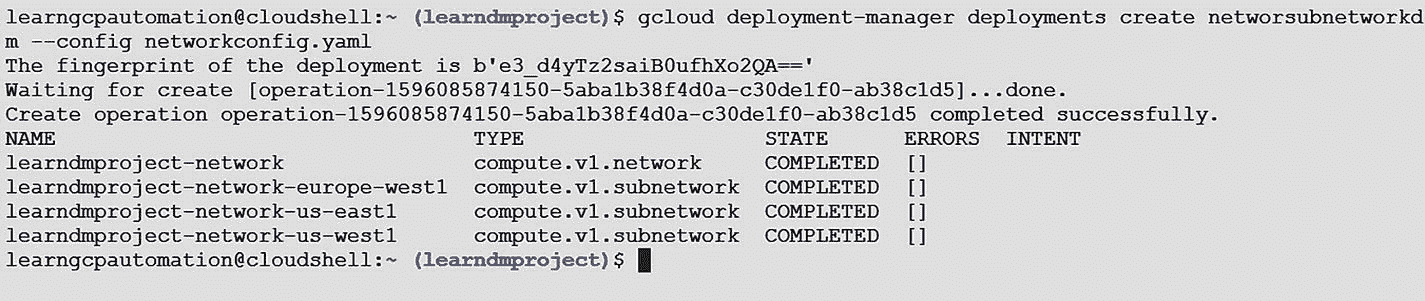 learngcpautomation@cloudshell:~ (learndmproject)$ gcloud deployment-manager deployments create networsubnetworkd
m --config networkconfig.yaml
The fingerprint of the deployment is b'e3_d4yTz2saiB0ufhXo2QA=='
Waiting for create [operation-1596085874150-5aba1b38f4d0a-c30de1f0-ab38c1d5]...done.
Create operation operation-1596085874150-5aba1b38f4d0a-c30de1f0-ab38c1d5 completed successfully.
NAME TYPE STATE ERRORS INTENT
learndmproject-network compute.v1.network COMPLETED []
learndmproject-network-europe-west1 compute.v1.subnetwork COMPLETED []
learndmproject-network-us-east1 compute.v1.subnetwork COMPLETED []
learndmproject-network-us-west1 compute.v1.subnetwork COMPLETED []
learngcpautomation@cloudshell:~ (learndmproject)$